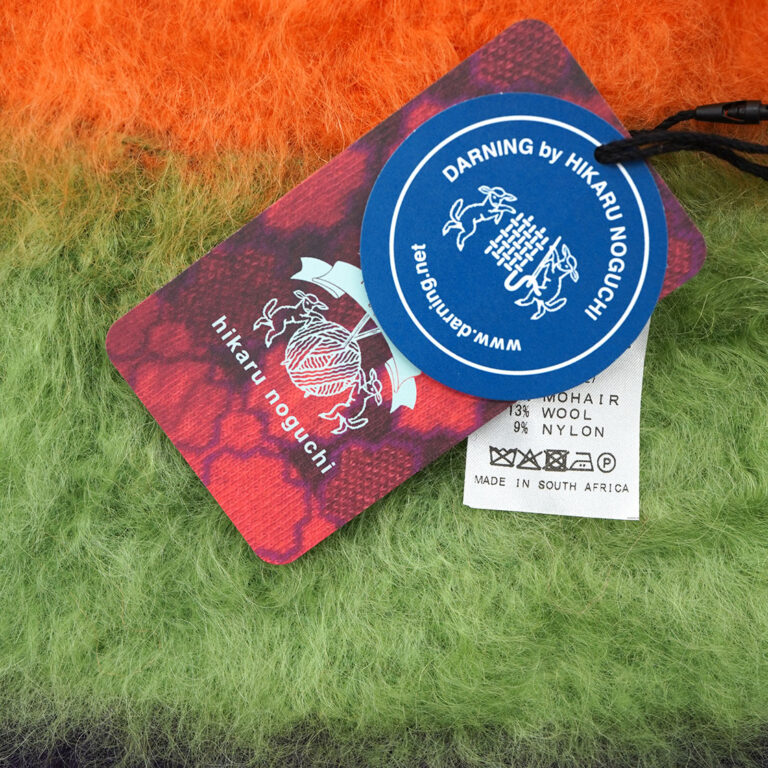 DARNING by HIKARU NOGUCHI
www.darning.net
hikaru noguchi
MOHAIR
13% WOOL
9% NYLON
MADE IN SOUTH AFRICA